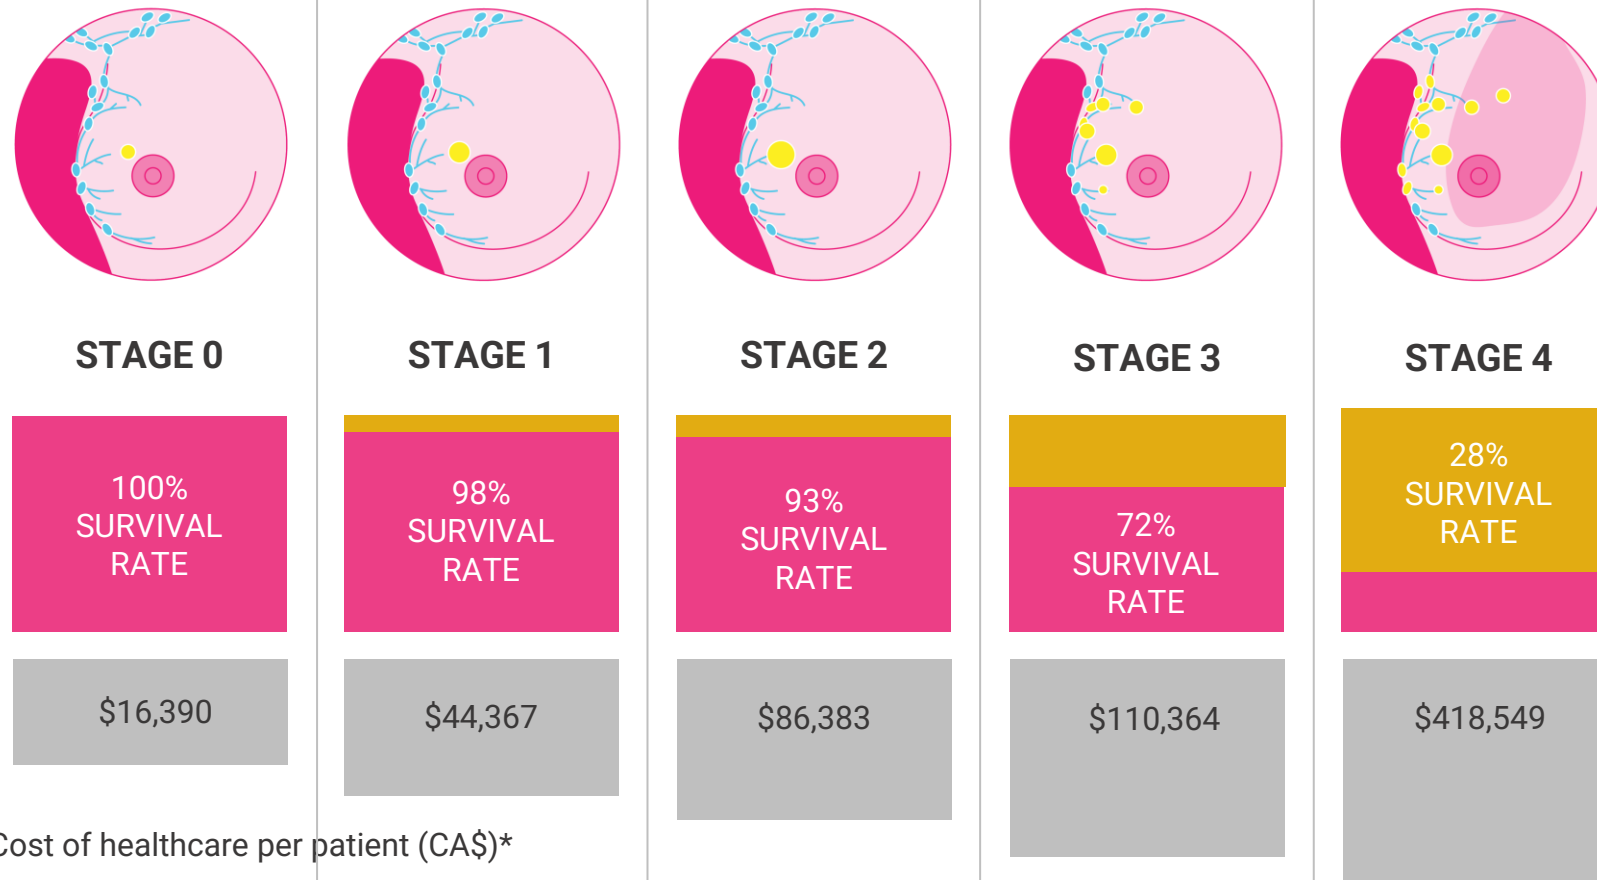 STAGE 0
STAGE 1
STAGE 2
STAGE 3
STAGE 4
100%
SURVIVAL
RATE
98%
SURVIVAL
RATE
93%
SURVIVAL
RATE
72%
SURVIVAL
RATE
28%
SURVIVAL
RATE
$16,390
$44,367
$86,383
$110,364
$418,549
Cost of healthcare per patient (CA$)*